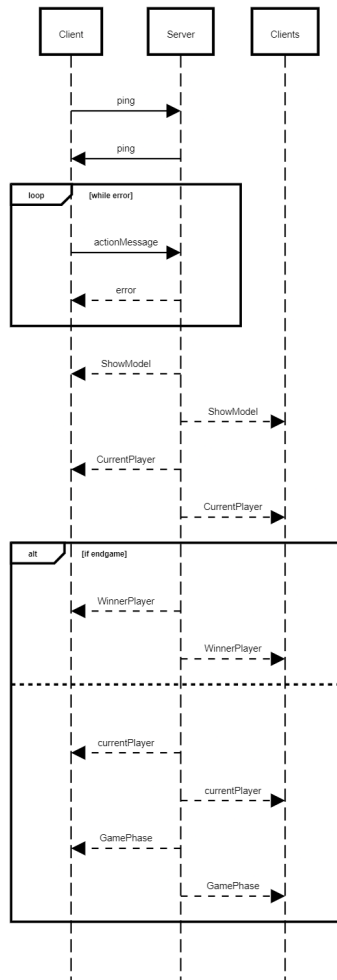 Client
Server
Clients
ping
ping
loop
[while error]
actionMessage
error
ShowModel
ShowModel
CurrentPlayer
CurrentPlayer
alt
[if endgame]
WinnerPlayer
WinnerPlayer
currentPlayer
currentPlayer
GamePhase
GamePhase